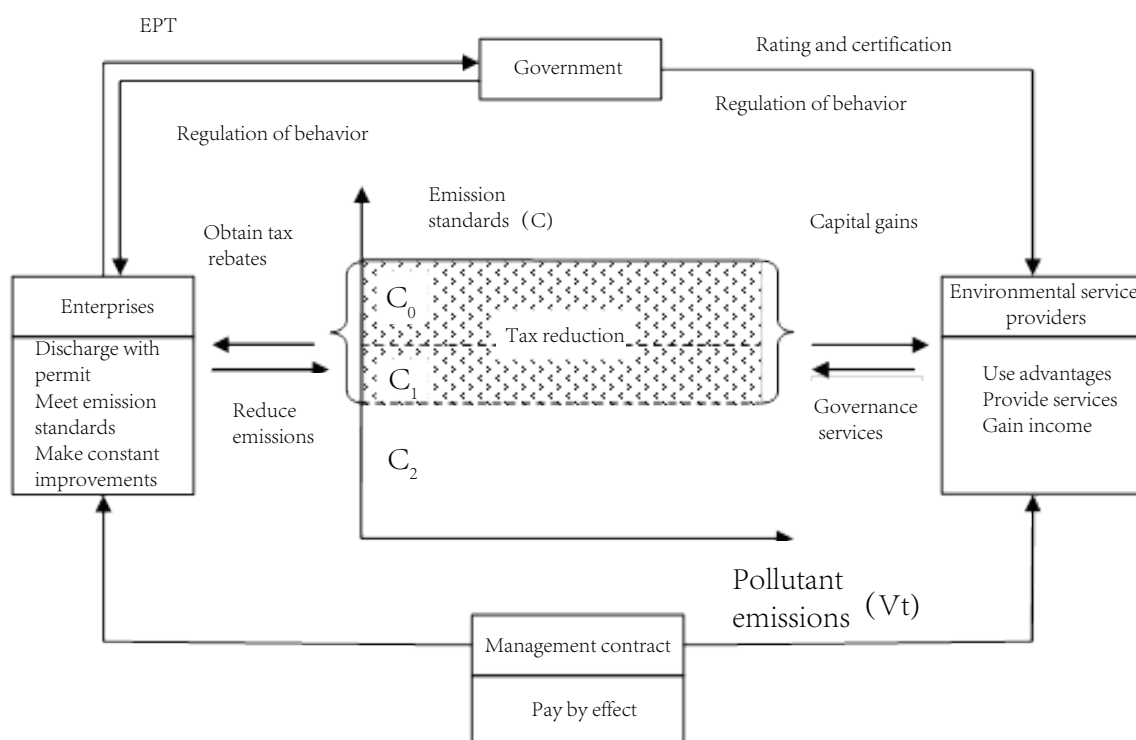 EPT
Government
Rating and certification
Regulation of behavior
Regulation of behavior
Emission
standards (C)
Obtain tax
rebates
Capital gains
Enterprises
Discharge with
permit
Meet emission
standards
Make constant
improvements
C0
Tax reduction
C1
C2
Reduce
emissions
Governance
services
Environmental service
providers
Use advantages
Provide services
Gain income
Pollutant
emissions (Vt)
Management contract
Pay by effect